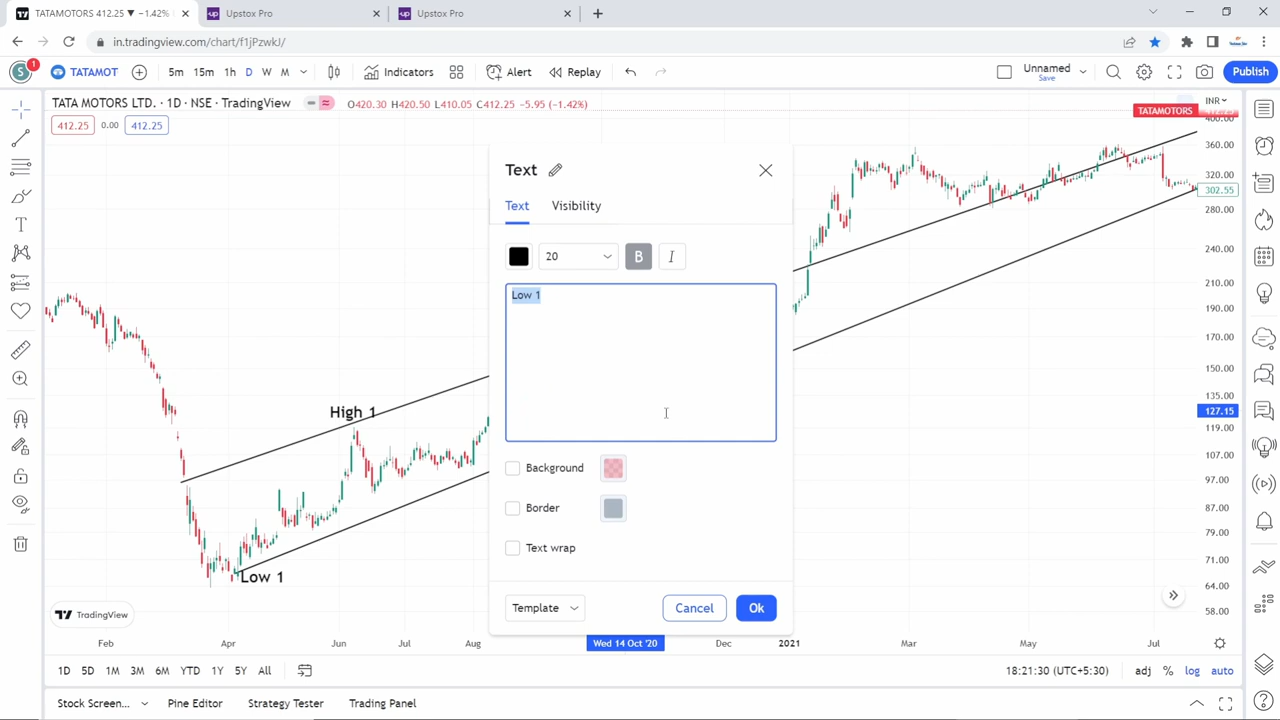 TATAMOTORS 412.25 ▼ −1.42%
Upstox Pro
Upstox Pro
in.tradingview.com/chart/f1jPzwkJ/
S
1
TATAMOT
5m 15m 1h D W M
Indicators
Alert
Replay
Unnamed
Save
Publish
TATA MOTORS LTD. · 1D · NSE · TradingView
O420.30 H420.50 L410.05 C412.25 −5.95 (−1.42%)
412.25 0.00 412.25
INR
TATAMOTORS
400.00
360.00
320.00
302.55
280.00
240.00
210.00
190.00
170.00
150.00
135.00
127.15
119.00
107.00
97.00
87.00
79.00
71.00
64.00
58.00
Text
Text Visibility
20 B I
Low 1
Background
Border
Text wrap
Template Cancel Ok
High 1
Low 1
TradingView
Feb Apr Jun Jul Aug Wed 14 Oct '20 Dec 2021 Mar May Jul
1D 5D 1M 3M 6M YTD 1Y 5Y All
18:21:30 (UTC+5:30) adj % log auto
Stock Screen... Pine Editor Strategy Tester Trading Panel